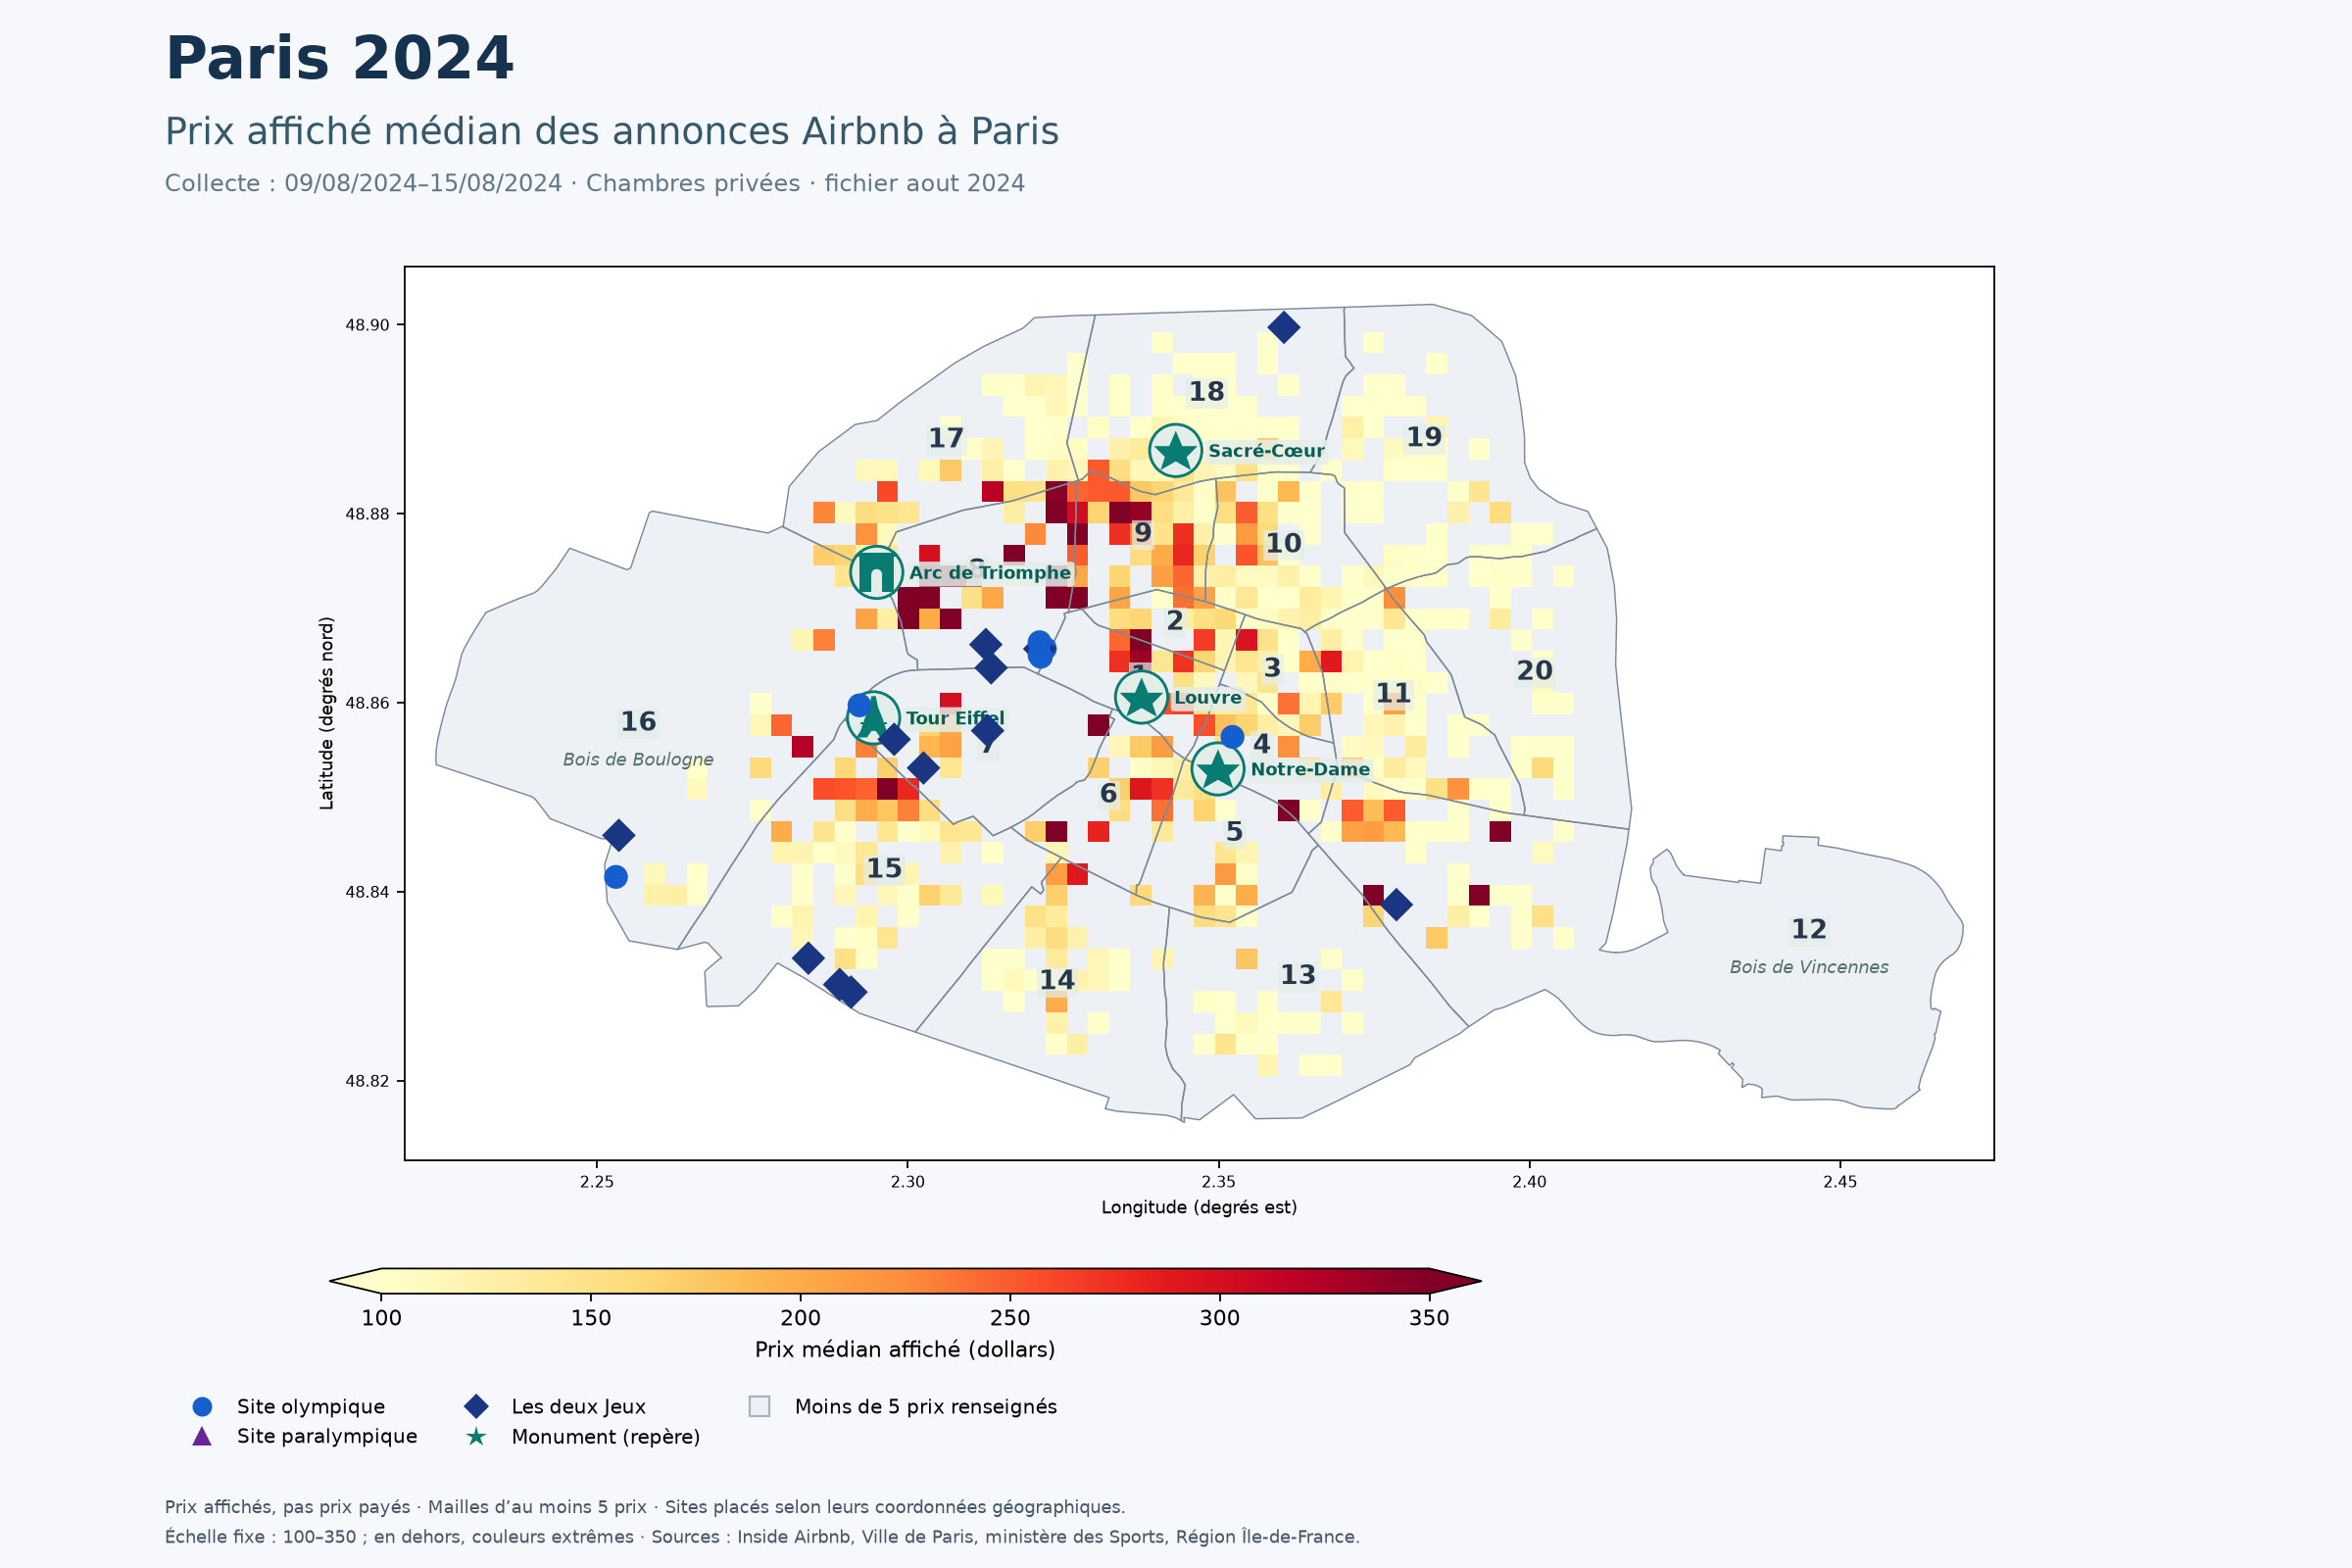 Paris 2024
Prix affiché médian des annonces Airbnb à Paris
Collecte : 09/08/2024–15/08/2024 · Chambres privées · fichier aout 2024
Latitude (degrés nord)
48.90
48.88
48.86
48.84
48.82
18
17
19
Sacré-Cœur
9
10
8
Arc de Triomphe
2
3
20
1
11
Louvre
16
Tour Eiffel
7
4
Bois de Boulogne
Notre-Dame
6
5
15
12
Bois de Vincennes
14
13
2.25
2.30
2.35
2.40
2.45
Longitude (degrés est)
100
150
200
250
300
350
Prix médian affiché (dollars)
Site olympique
Les deux Jeux
Moins de 5 prix renseignés
Site paralympique
Monument (repère)
Prix affichés, pas prix payés · Mailles d’au moins 5 prix · Sites placés selon leurs coordonnées géographiques.
Échelle fixe : 100–350 ; en dehors, couleurs extrêmes · Sources : Inside Airbnb, Ville de Paris, ministère des Sports, Région Île-de-France.